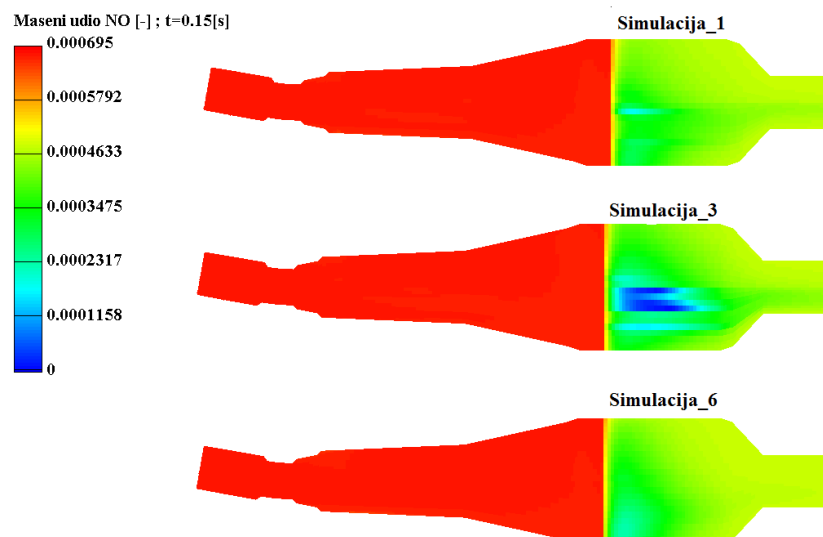 Maseni udio NO [-] ; t=0.15[s]
Simulacija_1
0.000695
0.0005792
0.0004633
0.0003475
0.0002317
0.0001158
0
Simulacija_3
Simulacija_6